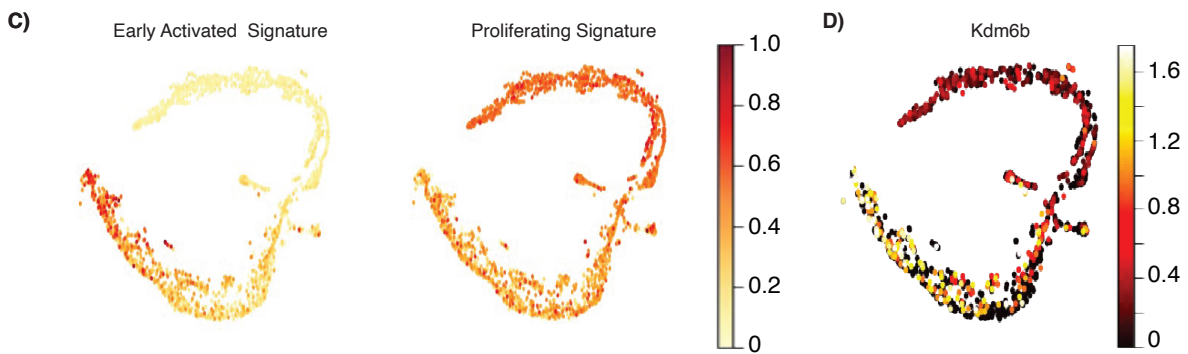 C)
Early Activated Signature
Proliferating Signature
1.0
0.8
0.6
0.4
0.2
0
D)
Kdm6b
1.6
1.2
0.8
0.4
0